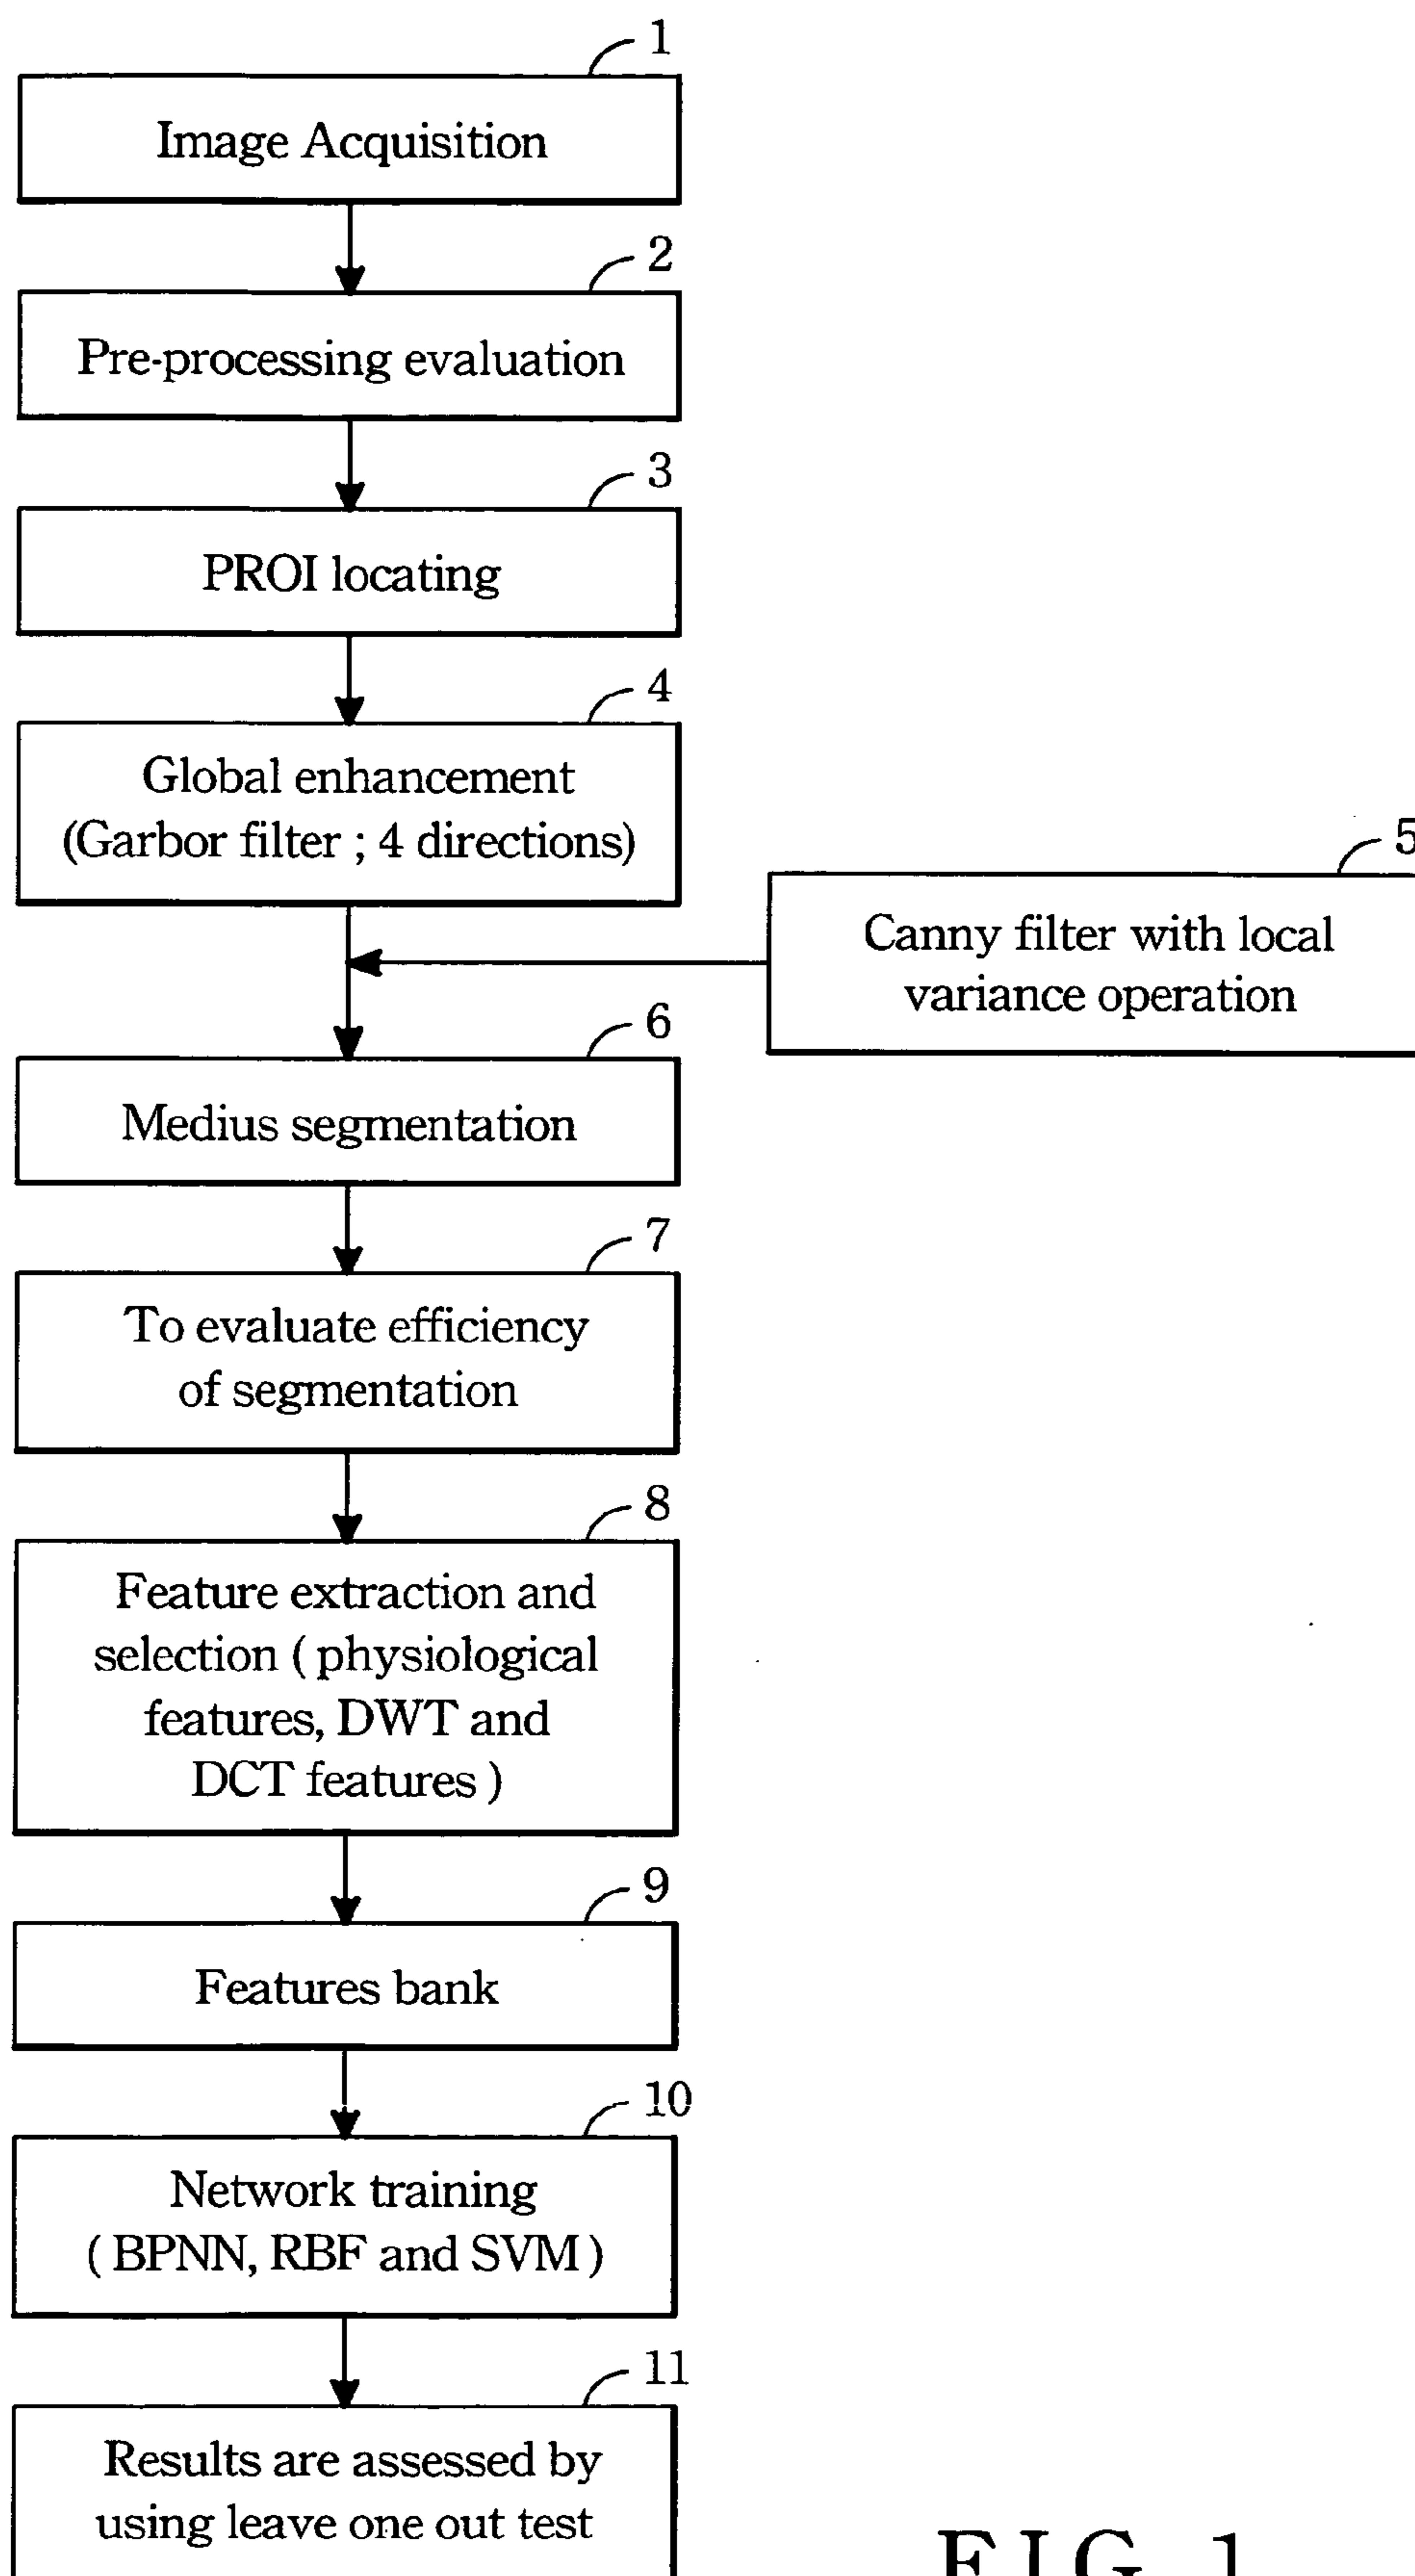 1
Image Acquisition
2
Pre-processing evaluation
3
PROI locating
4
Global enhancement
(Garbor filter ; 4 directions)
5
Canny filter with local
variance operation
6
Medius segmentation
7
To evaluate efficiency
of segmentation
8
Feature extraction and
selection ( physiological
features, DWT and
DCT features )
9
Features bank
10
Network training
( BPNN, RBF and SVM )
11
Results are assessed by
using leave one out test
FIG. 1